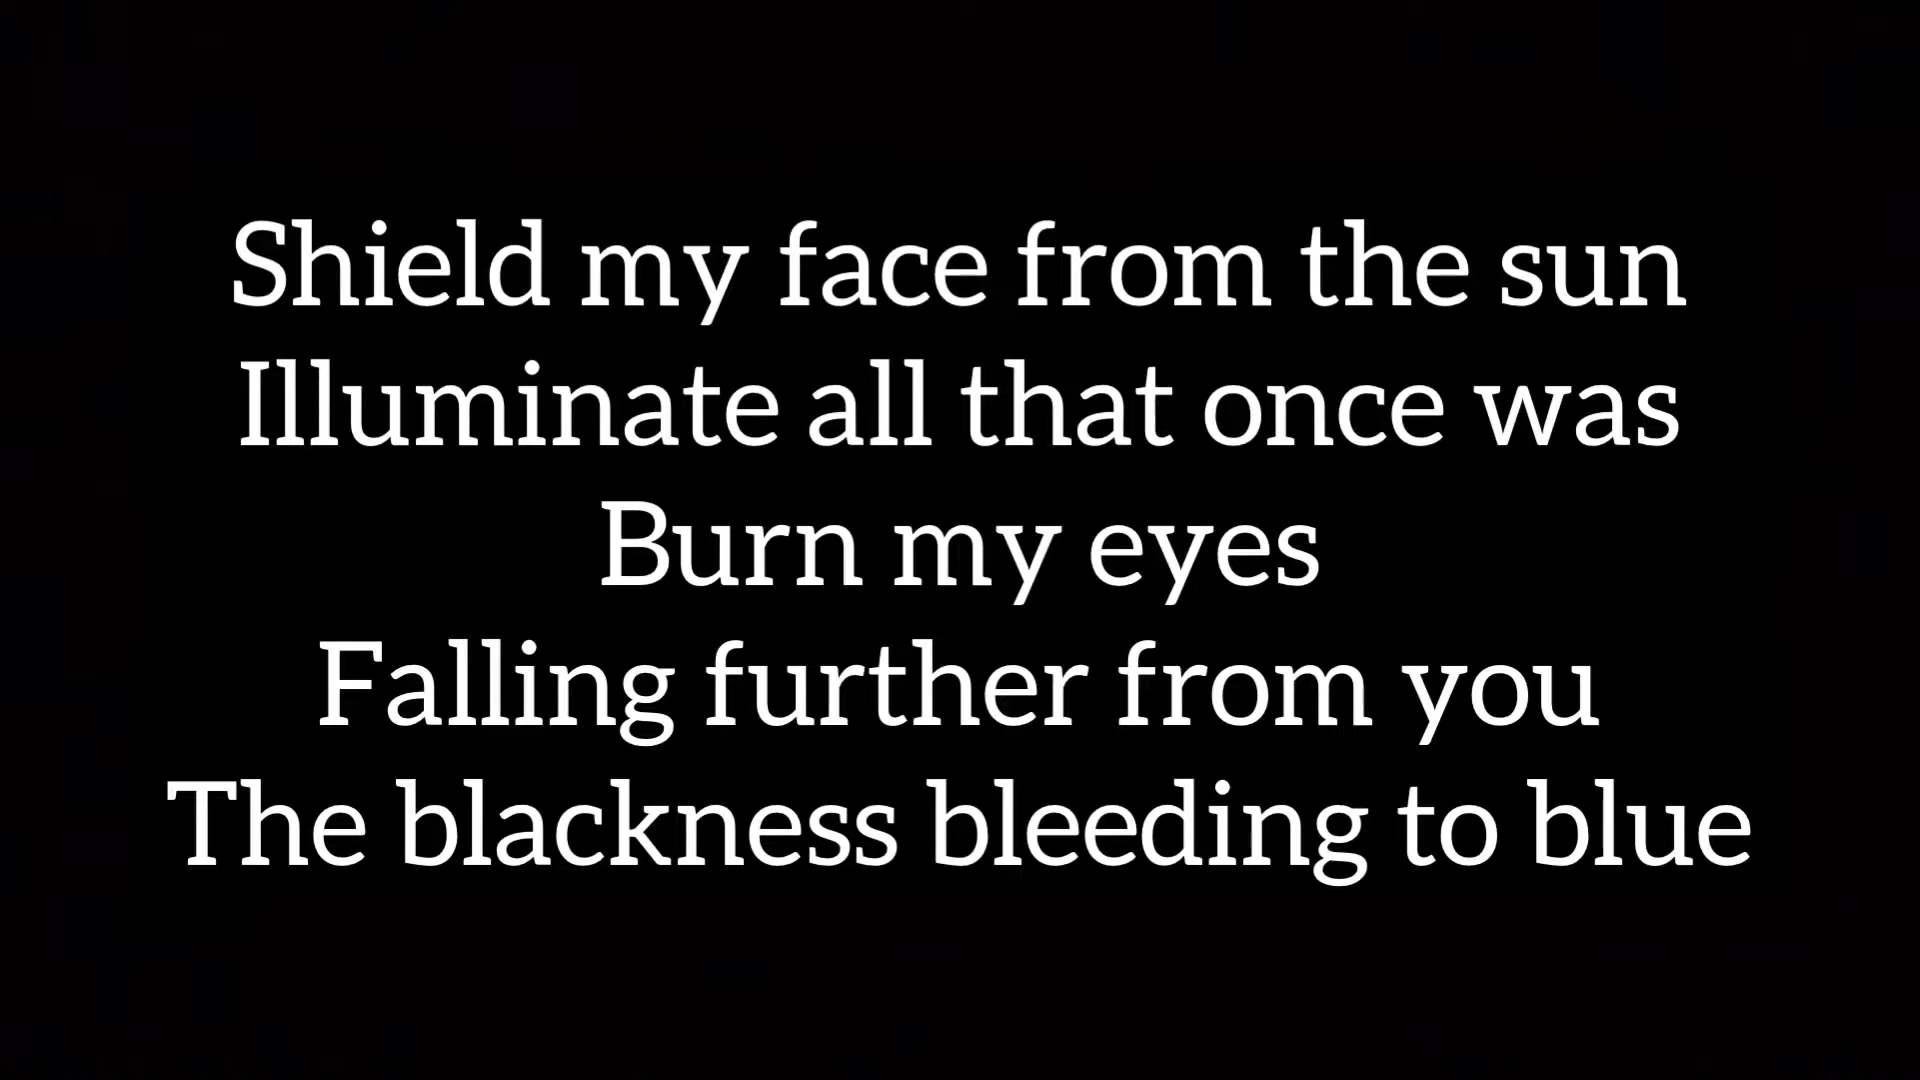 Shield my face from the sun
Illuminate all that once was
Burn my eyes
Falling further from you
The blackness bleeding to blue